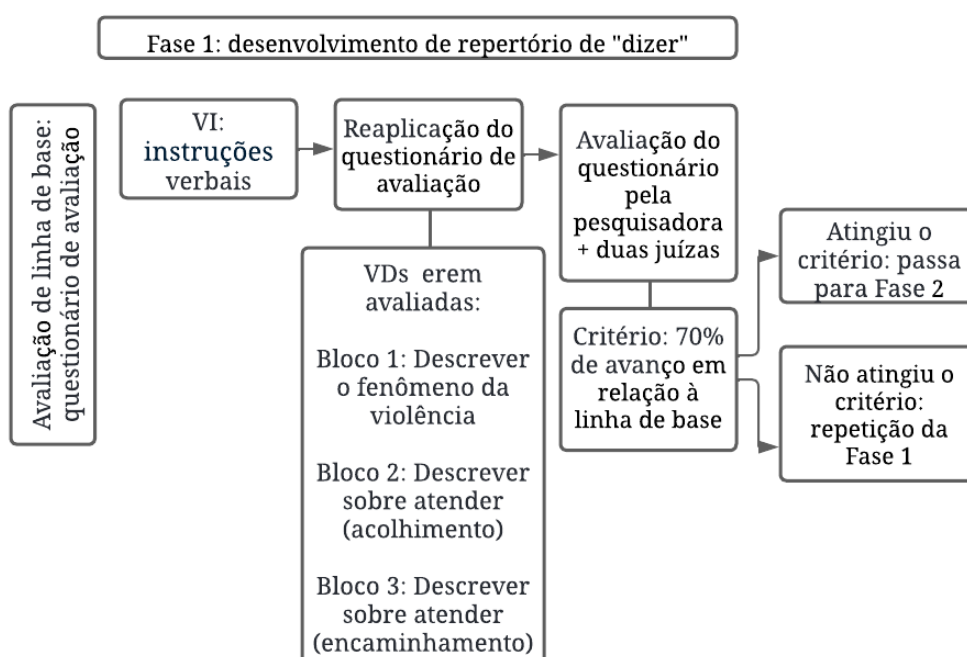 Fase 1: desenvolvimento de repertório de "dizer"
Avaliação de linha de base:
questionário de avaliação
VI:
instruções
verbais
Reaplicação do
questionário de
avaliação
VDs erem
avaliadas:
Bloco 1: Descrever
o fenômeno da
violência
Bloco 2: Descrever
sobre atender
(acolhimento)
Bloco 3: Descrever
sobre atender
(encaminhamento)
Avaliação do
questionário
pela
pesquisadora
+ duas juízas
Critério: 70%
de avanço em
relação à
linha de base
Atingiu o
critério: passa
para Fase 2
Não atingiu o
critério:
repetição da
Fase 1